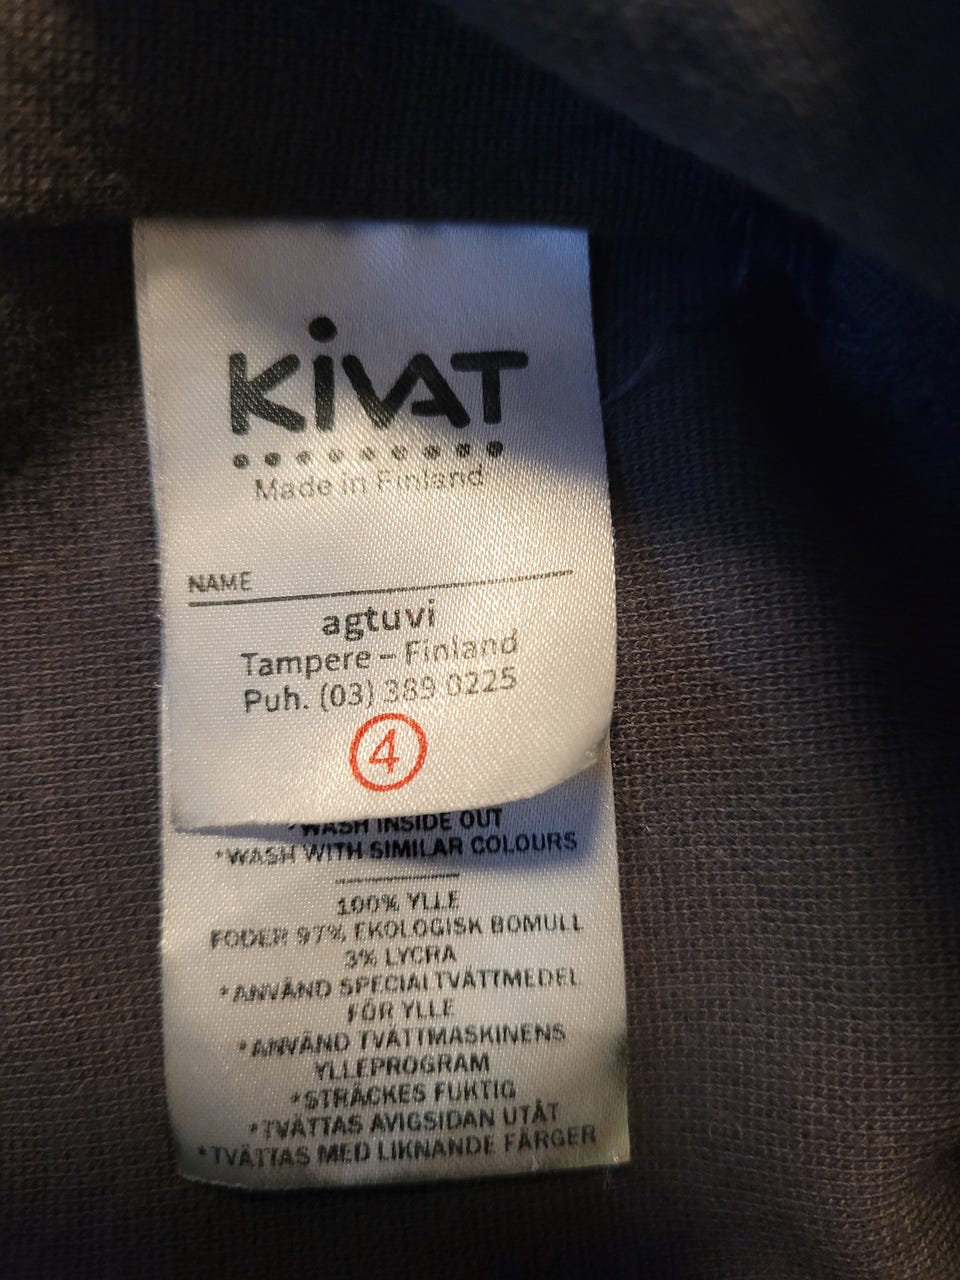 KiVAT
Made in Finland
NAME
agtuvi
Tampere – Finland
Puh. (03) 389 0225
4
*WASH INSIDE OUT
*WASH WITH SIMILAR COLOURS
100% YLLE
FODER 97% EKOLOGISK BOMULL
3% LYCRA
*ANVÄND SPECIALTVÄTTMEDEL
FÖR YLLE
*ANVÄND TVÄTTMASKINENS
YLLEPROGRAM
*STRÄCKES FUKTIG
*TVÄTTAS AVIGSIDAN UTÅT
*TVÄTTAS MED LIKNANDE FÄRGER